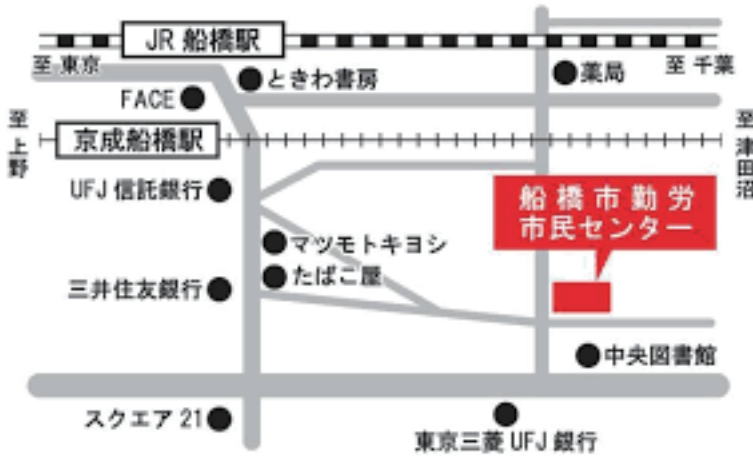 JR 船橋駅
至 東京
ときわ書房
薬局
至 千葉
FACE
至上野
京成船橋駅
至津田沼
UFJ 信託銀行
船橋市勤労
市民センター
マツモトキヨシ
たばこ屋
三井住友銀行
中央図書館
スクエア 21
東京三菱 UFJ 銀行